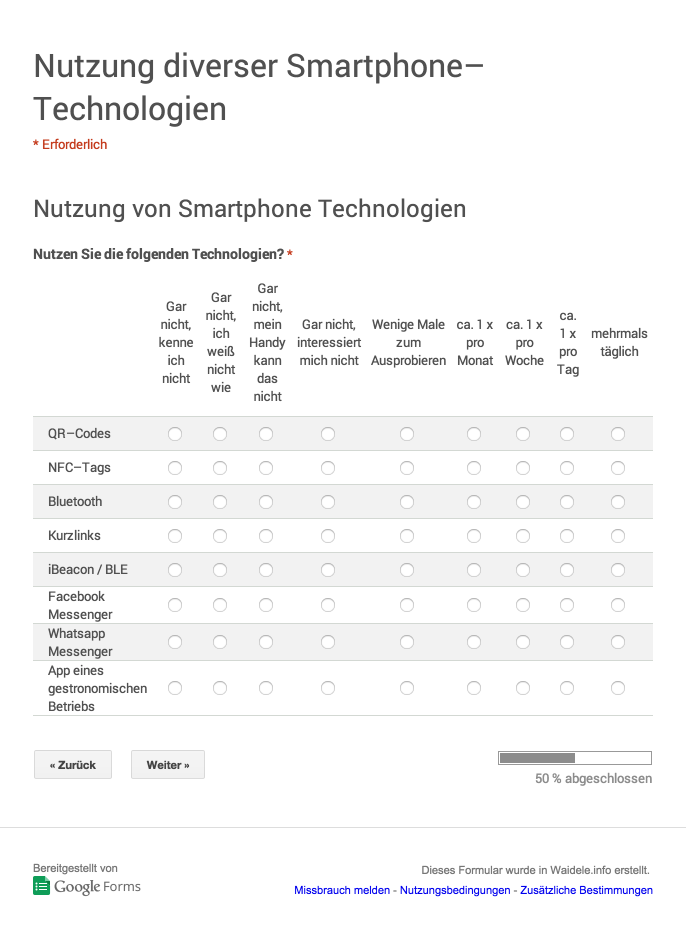 Nutzung diverser Smartphone–
Technologien
* Erforderlich
Nutzung von Smartphone Technologien
Nutzen Sie die folgenden Technologien? *
Gar
nicht,
kenne
ich
nicht
Gar
nicht,
ich
weiß
nicht
wie
Gar
nicht,
mein
Handy
kann
das
nicht
Gar nicht,
interessiert
mich nicht
Wenige Male
zum
Ausprobieren
ca. 1 x
pro
Monat
ca. 1 x
pro
Woche
ca.
1 x
pro
Tag
mehrmals
täglich
QR–Codes
NFC–Tags
Bluetooth
Kurzlinks
iBeacon / BLE
Facebook
Messenger
Whatsapp
Messenger
App eines
gestronomischen
Betriebs
« Zurück
Weiter »
50 % abgeschlossen
Bereitgestellt von
Google Forms
Dieses Formular wurde in Waidele.info erstellt.
Missbrauch melden - Nutzungsbedingungen - Zusätzliche Bestimmungen